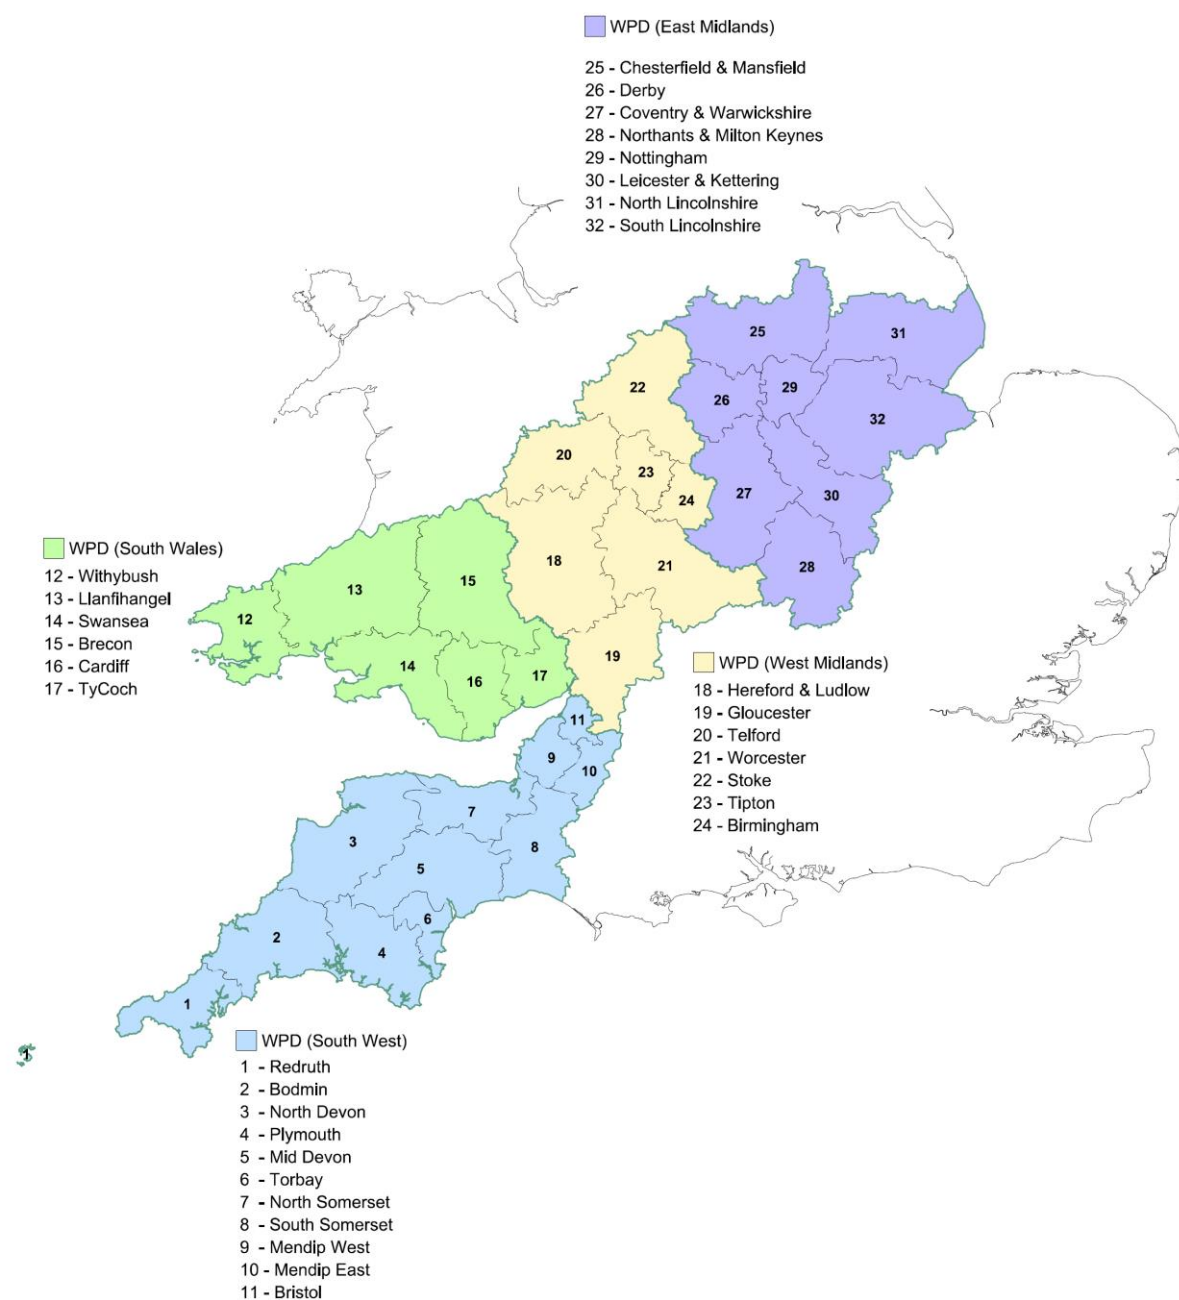 WPD (East Midlands)
25 - Chesterfield & Mansfield
26 - Derby
27 - Coventry & Warwickshire
28 - Northants & Milton Keynes
29 - Nottingham
30 - Leicester & Kettering
31 - North Lincolnshire
32 - South Lincolnshire
25
31
22
29
26
32
20
23
24
27
30
WPD (South Wales)
12 - Withybush
13 - Llanfihangel
14 - Swansea
15 - Brecon
16 - Cardiff
17 - TyCoch
18
21
28
15
13
12
19
14
17
16
WPD (West Midlands)
18 - Hereford & Ludlow
19 - Gloucester
20 - Telford
21 - Worcester
22 - Stoke
23 - Tipton
24 - Birmingham
11
9
10
7
3
8
5
6
2
4
1
1
WPD (South West)
1 - Redruth
2 - Bodmin
3 - North Devon
4 - Plymouth
5 - Mid Devon
6 - Torbay
7 - North Somerset
8 - South Somerset
9 - Mendip West
10 - Mendip East
11 - Bristol